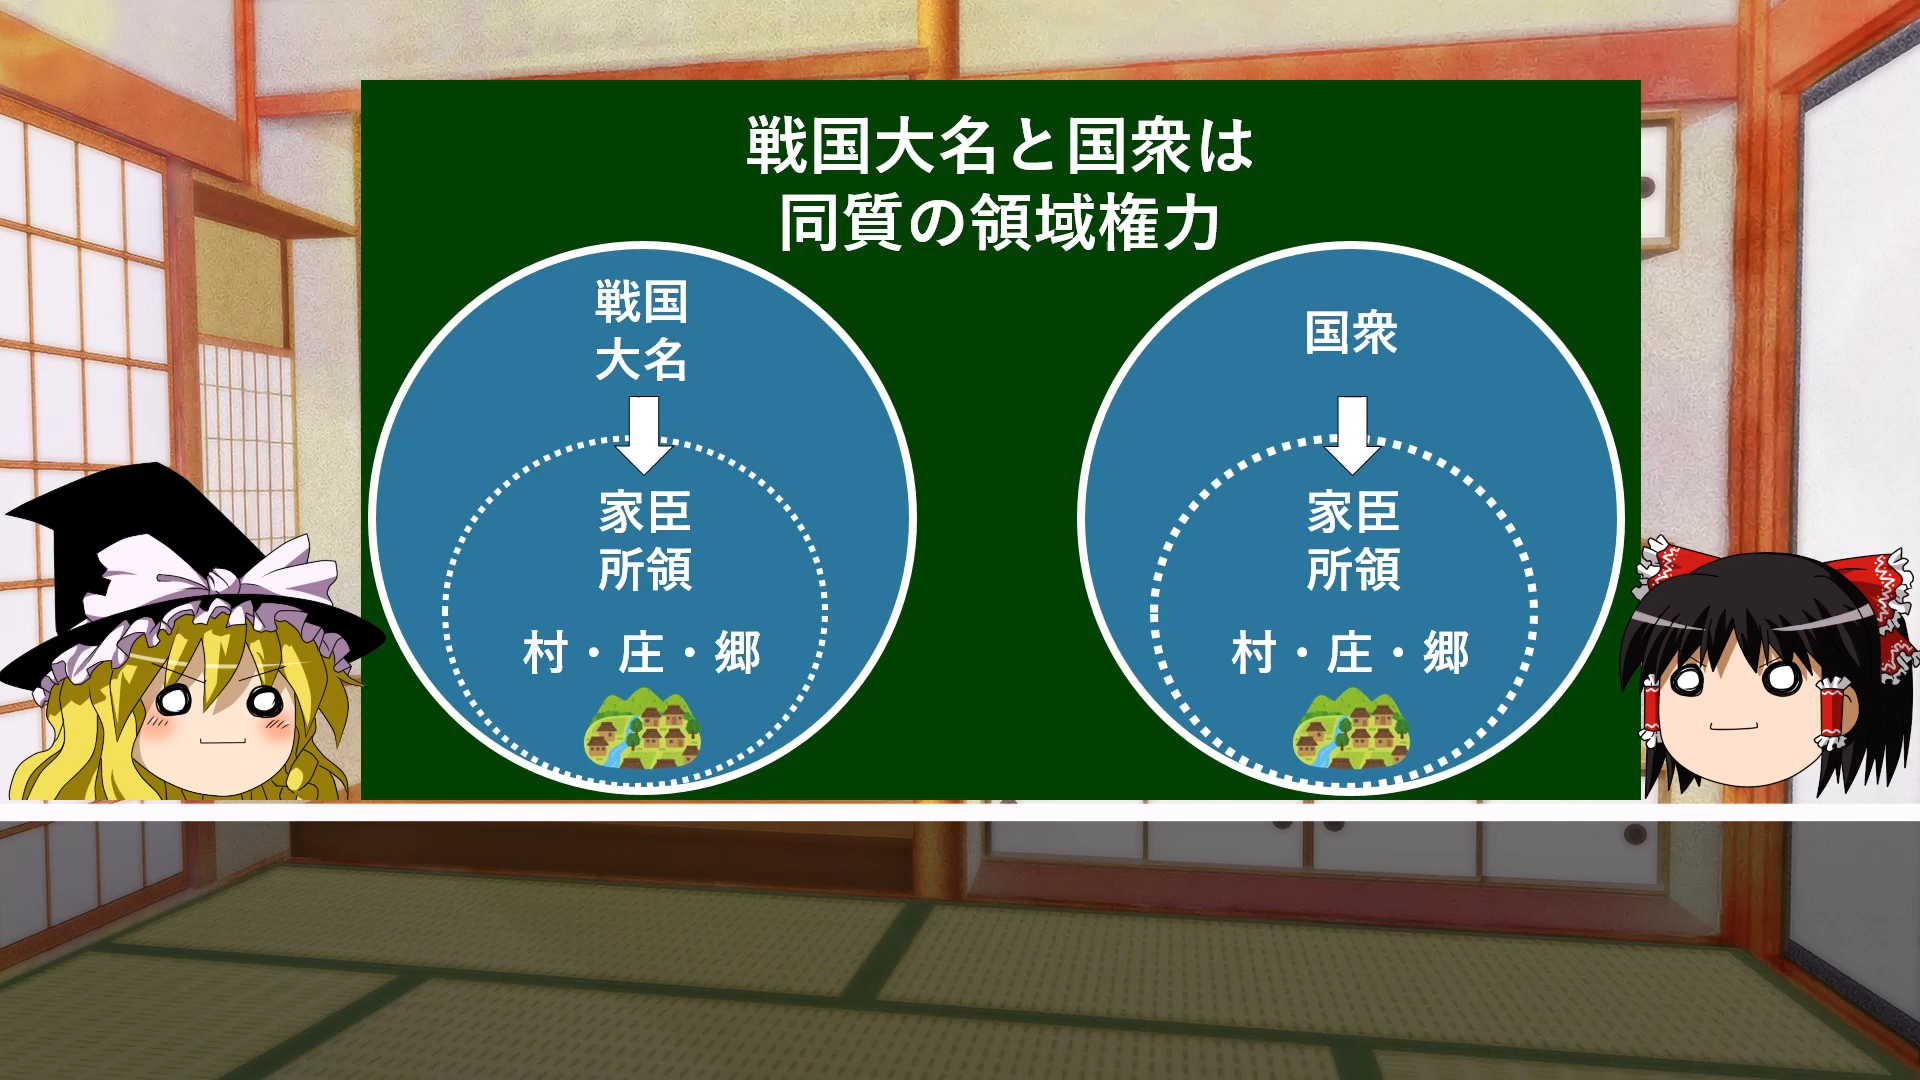 戦国大名と国衆は
同質の領域権力
戦国
大名
家臣
所領
村・庄・郷
国衆
家臣
所領
村・庄・郷